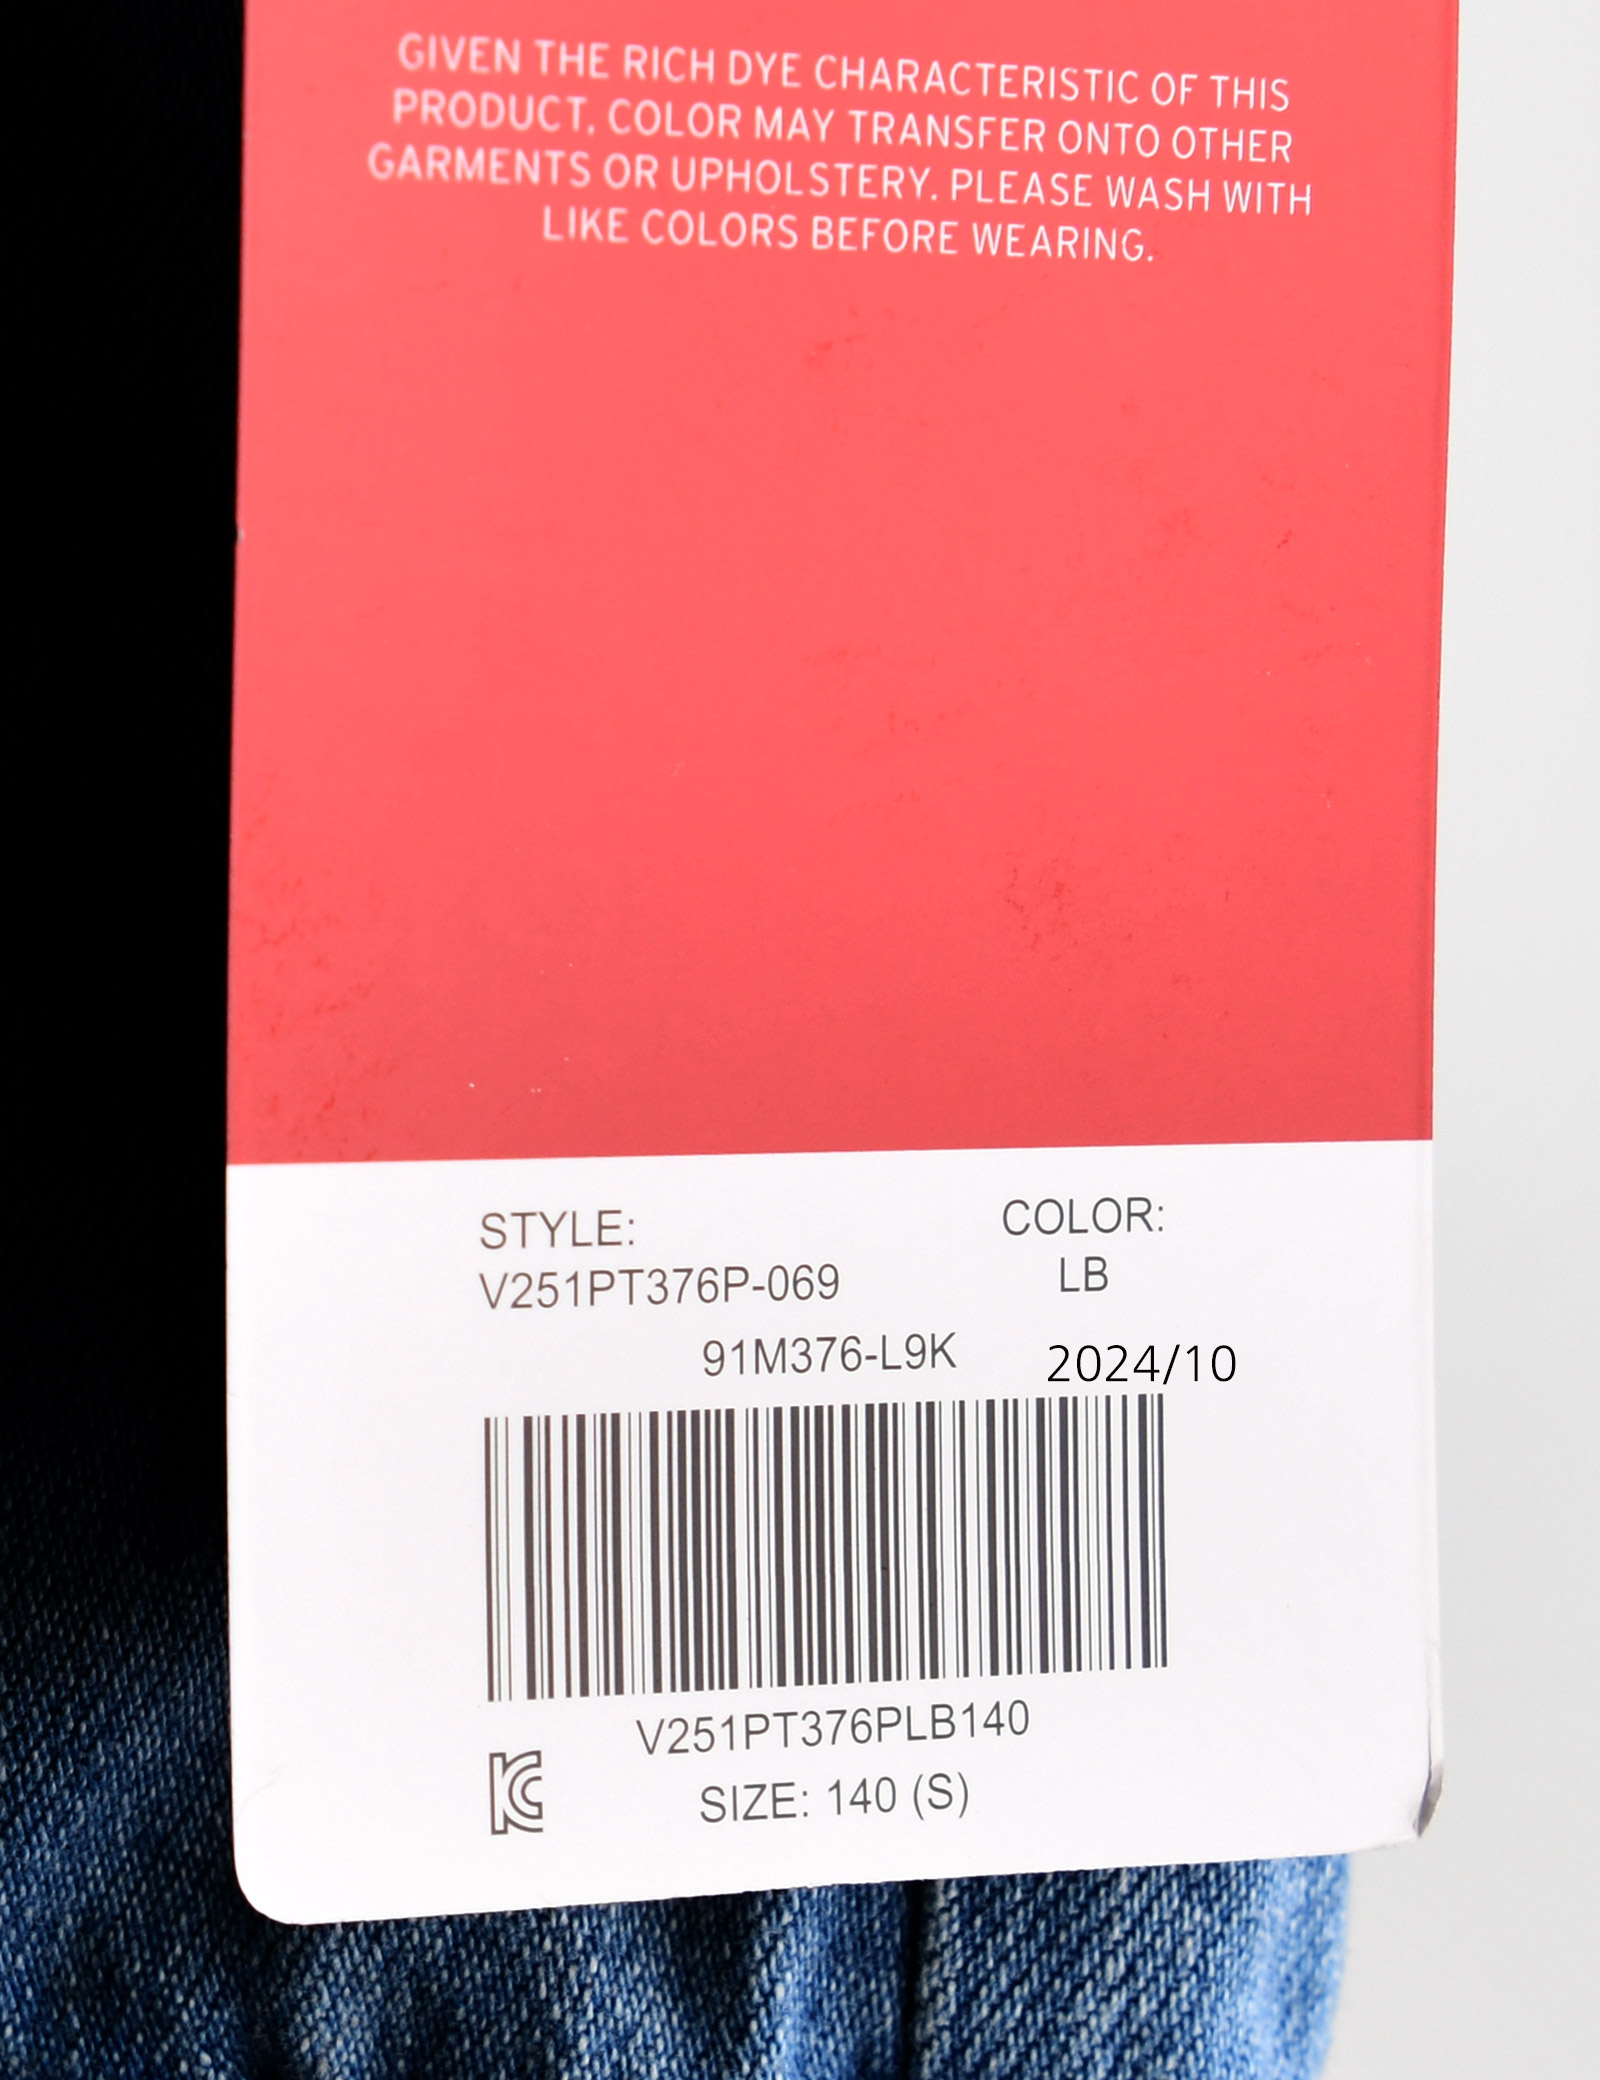 GIVEN THE RICH DYE CHARACTERISTIC OF THIS
PRODUCT, COLOR MAY TRANSFER ONTO OTHER
GARMENTS OR UPHOLSTERY. PLEASE WASH WITH
LIKE COLORS BEFORE WEARING.
STYLE: COLOR:
V251PT376P-069 LB
91M376-L9K 2024/10
V251PT376PLB140
KC SIZE: 140 (S)